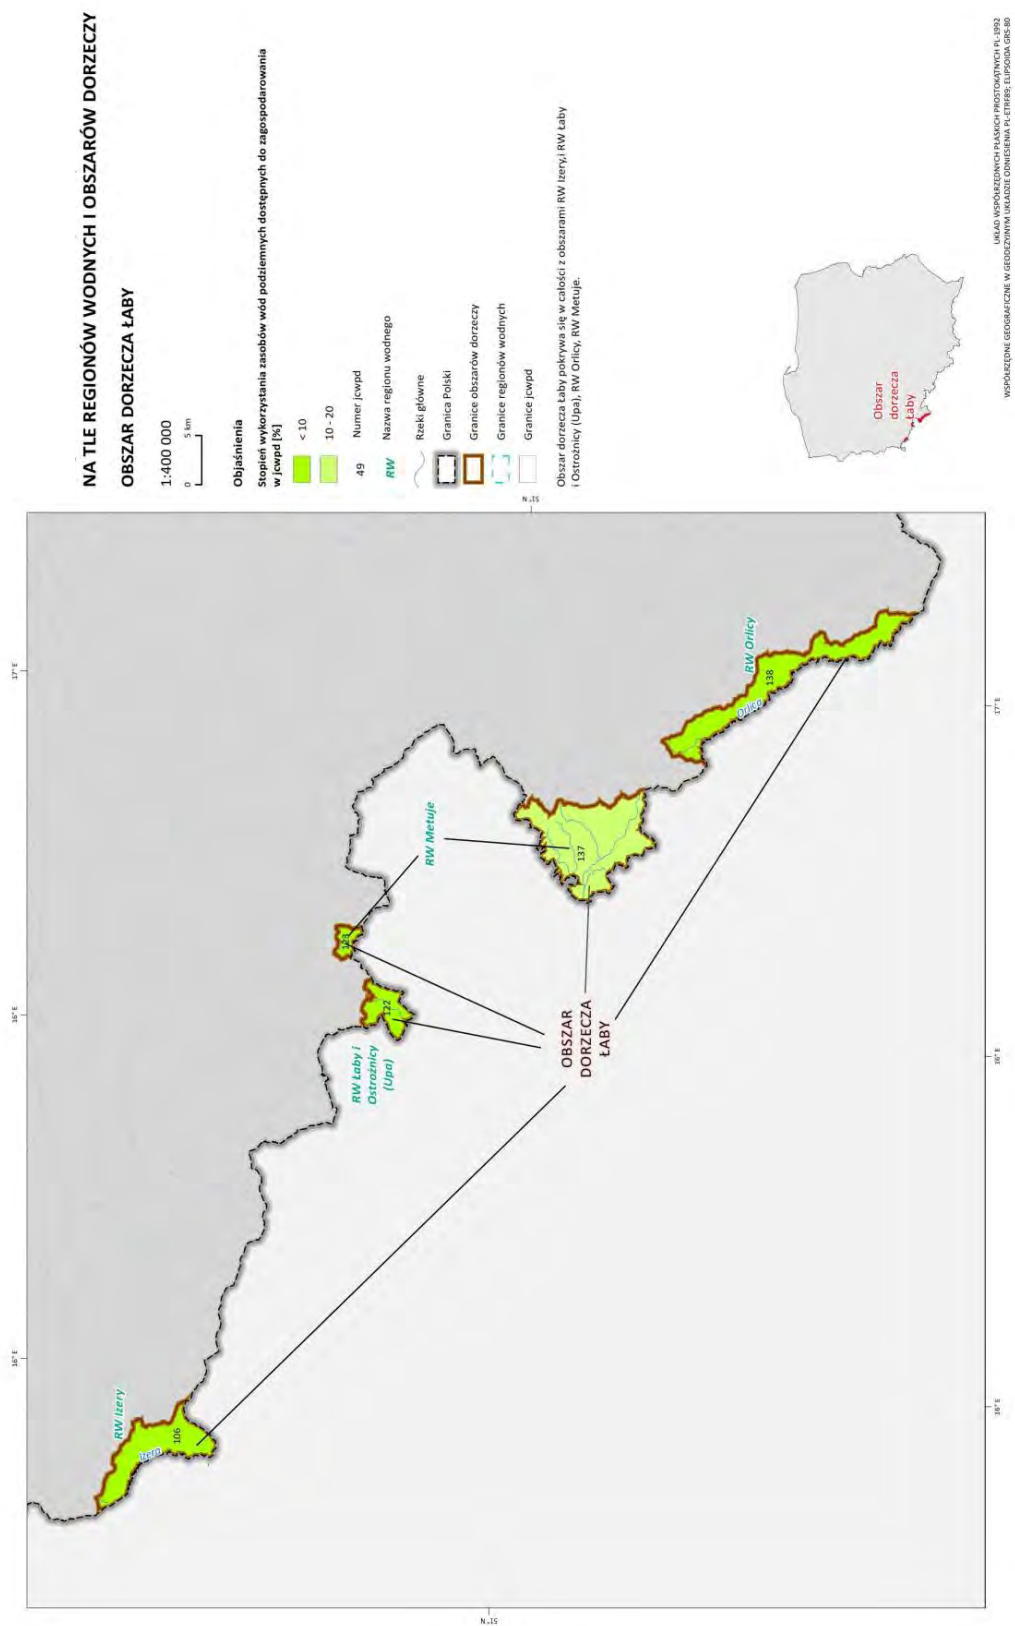 NA TLE REGIONÓW WODNYCH I OBSZARÓW DORZECZY
OBSZAR DORZECZA ŁABY
1:400 000
0 5 km
Objaśnienia
Stopień wykorzystania zasobów wód podziemnych dostępnych do zagospodarowania
w jcwpd [%]
< 10
10 - 20
49 Numer jcwpd
RW Nazwa regionu wodnego
Rzeki główne
Granica Polski
Granice obszarów dorzeczy
Granice regionów wodnych
Granice jcwpd
Obszar dorzecza Łaby pokrywa się w całości z obszarami RW Izery,i RW Łaby
i Ostrożnicy (Upa), RW Orlicy, RW Metuje.
Obszar
dorzecza
Łaby
UKŁAD WSPÓŁRZĘDNYCH PŁASKICH PROSTOKĄTNYCH PL-1992
WSPÓŁRZĘDNE GEOGRAFICZNE W GEODEZYJNYM UKŁADZIE ODNIESIENIA PL-ETRF89; ELIPSOIDA GRS-80
16° E
16° E
17° E
51° N
51° N
16° E
16° E
17° E
RW Izery
Izera
106
RW Łaby i
Ostrożnicy
(Upa)
122
RW Metuje
137
OBSZAR
DORZECZA
ŁABY
RW Orlicy
Orlica
138